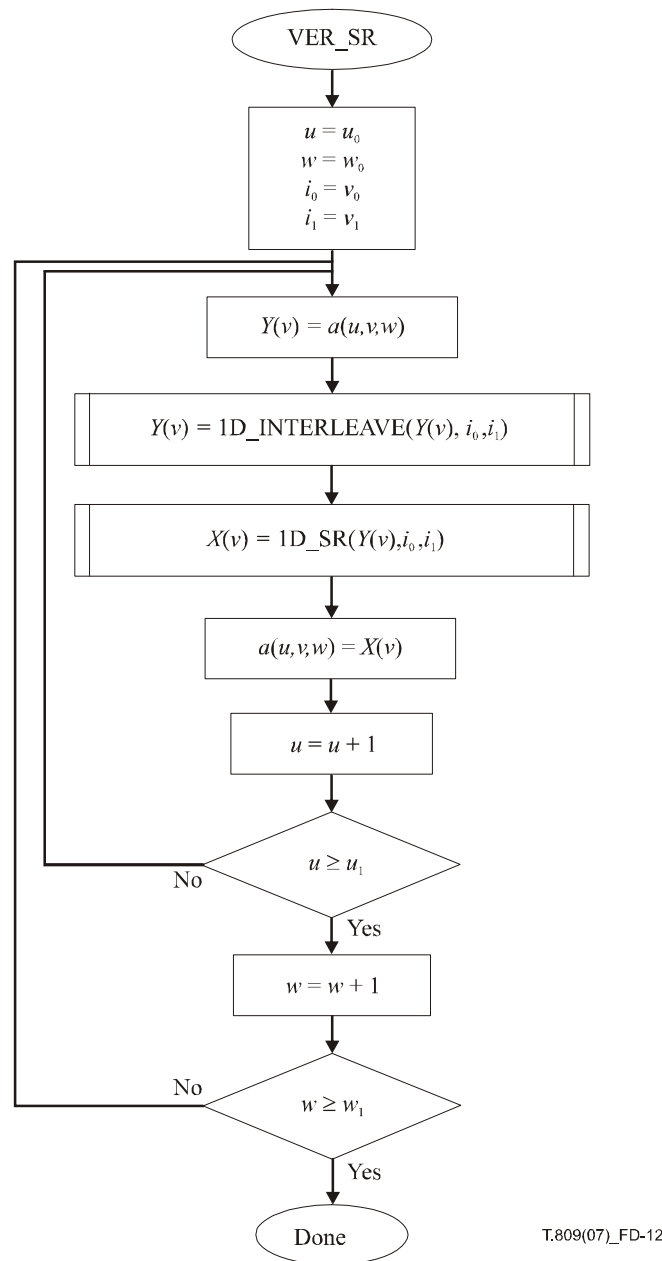 VER_SR
u = u₀
w = w₀
i₀ = v₀
i₁ = v₁
Y(v) = a(u,v,w)
Y(v) = 1D_INTERLEAVE(Y(v), i₀,i₁)
X(v) = 1D_SR(Y(v),i₀,i₁)
a(u,v,w) = X(v)
u = u + 1
u ≥ u₁
No
Yes
w = w + 1
No
w ≥ w₁
Yes
Done
T.809(07)_FD-12